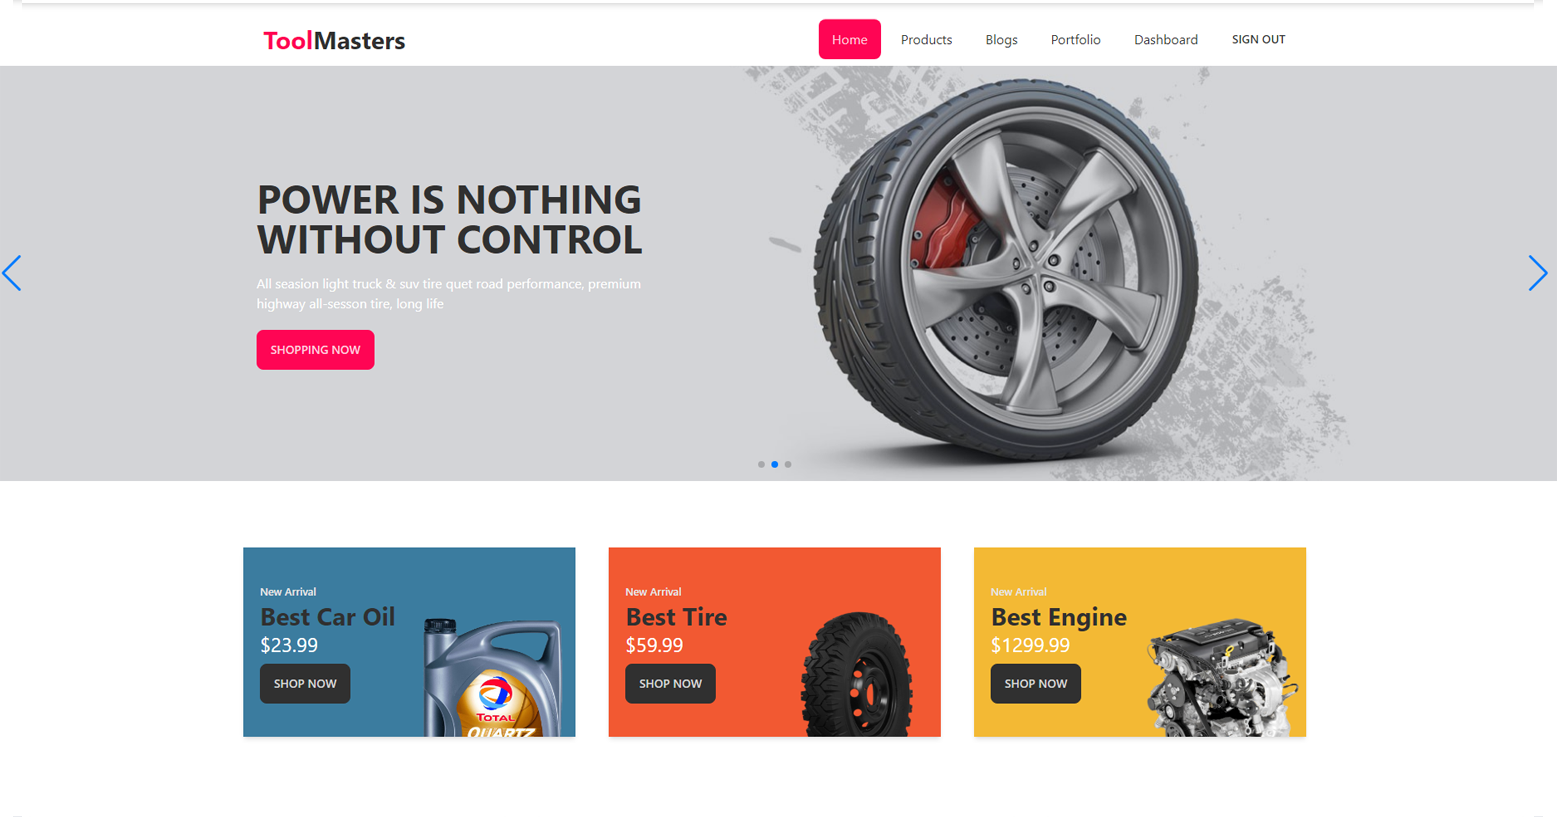 ToolMasters
Home
Products
Blogs
Portfolio
Dashboard
SIGN OUT
POWER IS NOTHING
WITHOUT CONTROL
All seasion light truck & suv tire quet road performance, premium
highway all-sesson tire, long life
SHOPPING NOW
New Arrival
Best Car Oil
$23.99
SHOP NOW
TOTAL
QUARTZ
New Arrival
Best Tire
$59.99
SHOP NOW
New Arrival
Best Engine
$1299.99
SHOP NOW